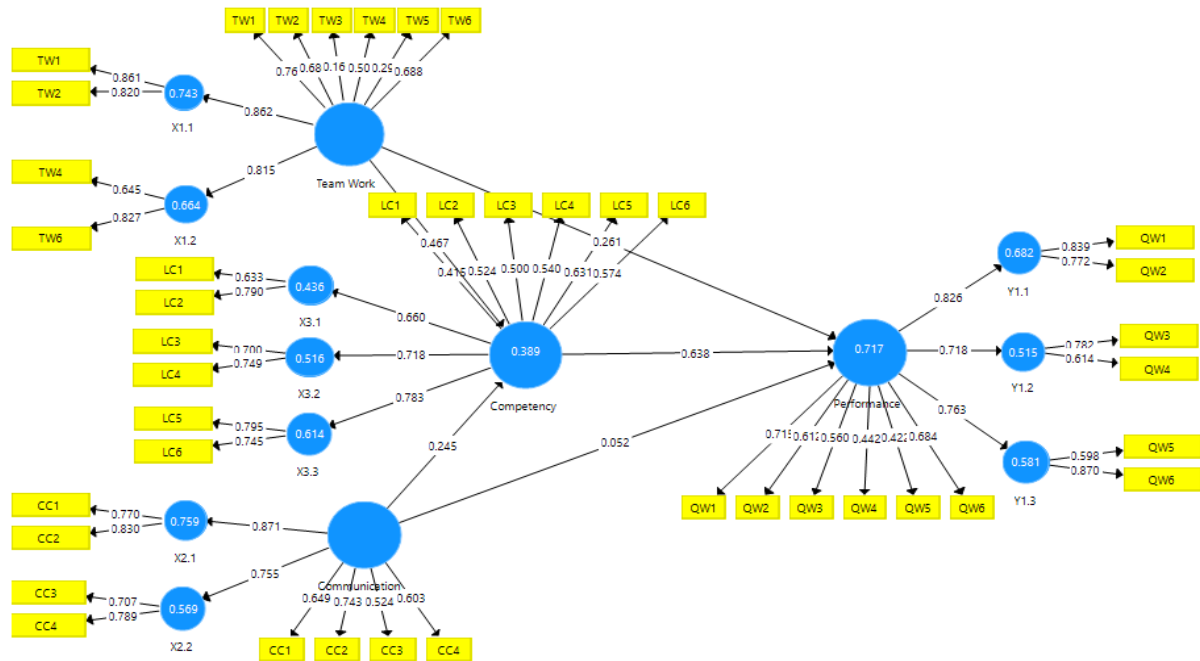 TW1 TW2 TW3 TW4 TW5 TW6
0.76 0.68 0.16 0.50 0.29 0.688
TW1
TW2
0.861
0.820
0.743
X1.1
0.862
TW4
TW6
0.645
0.827
0.664
X1.2
0.815
Team Work
LC1 LC2 LC3 LC4 LC5 LC6
0.467
0.415 0.524 0.500 0.540 0.631 0.574
0.261
LC1
LC2
0.633
0.790
0.436
X3.1
0.660
LC3
LC4
0.700
0.749
0.516
X3.2
0.718
LC5
LC6
0.795
0.745
0.614
X3.3
0.783
0.389
Competency
0.638
0.245
0.052
CC1
CC2
0.770
0.830
0.759
X2.1
0.871
CC3
CC4
0.707
0.789
0.569
X2.2
0.755
Communication
0.649 0.743 0.524 0.603
CC1 CC2 CC3 CC4
0.717
Performance
0.715 0.612 0.560 0.442 0.422 0.684
QW1 QW2 QW3 QW4 QW5 QW6
0.826
0.682
Y1.1
0.839
0.772
QW1
QW2
0.718
0.515
Y1.2
0.782
0.614
QW3
QW4
0.763
0.581
Y1.3
0.598
0.870
QW5
QW6